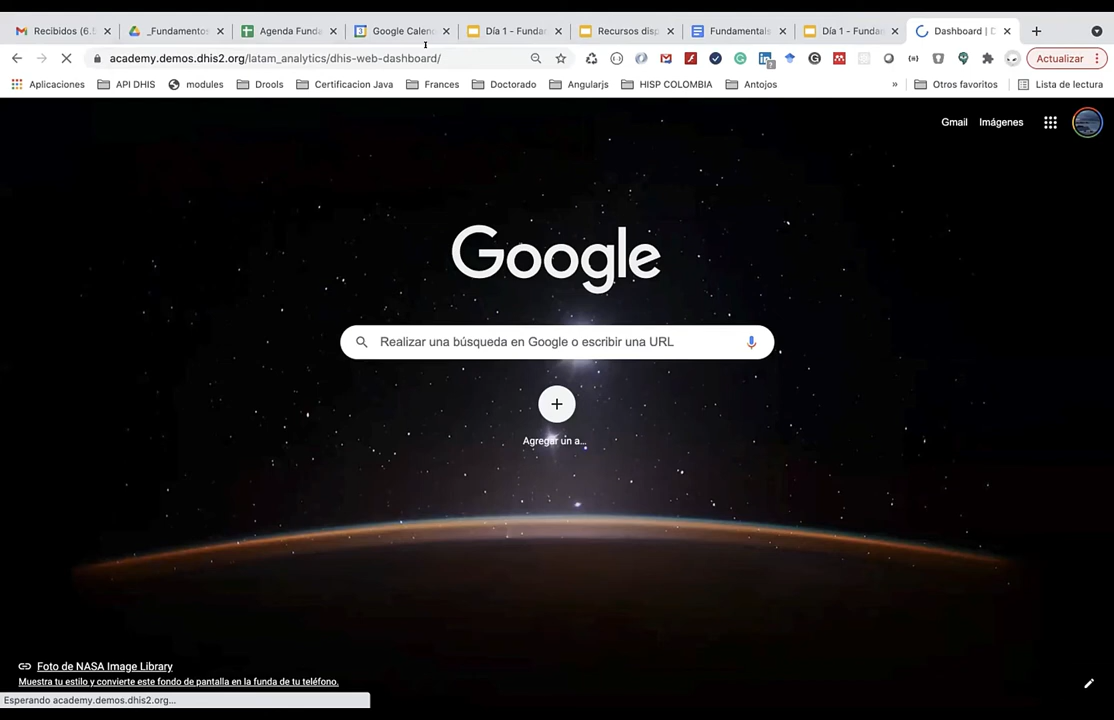 Recibidos (6.5
_Fundamentos
Agenda Funda
Google Calen
Día 1 - Fundar
Recursos disp
Fundamentals
Día 1 - Funda
Dashboard | D
academy.demos.dhis2.org/latam_analytics/dhis-web-dashboard/
Actualizar
Aplicaciones
API DHIS
modules
Drools
Certificacion Java
Frances
Doctorado
Angularjs
HISP COLOMBIA
Antojos
»
Otros favoritos
Lista de lectura
Gmail
Imágenes
Google
Realizar una búsqueda en Google o escribir una URL
Agregar un a...
Foto de NASA Image Library
Muestra tu estilo y convierte este fondo de pantalla en la funda de tu teléfono.
Esperando academy.demos.dhis2.org...